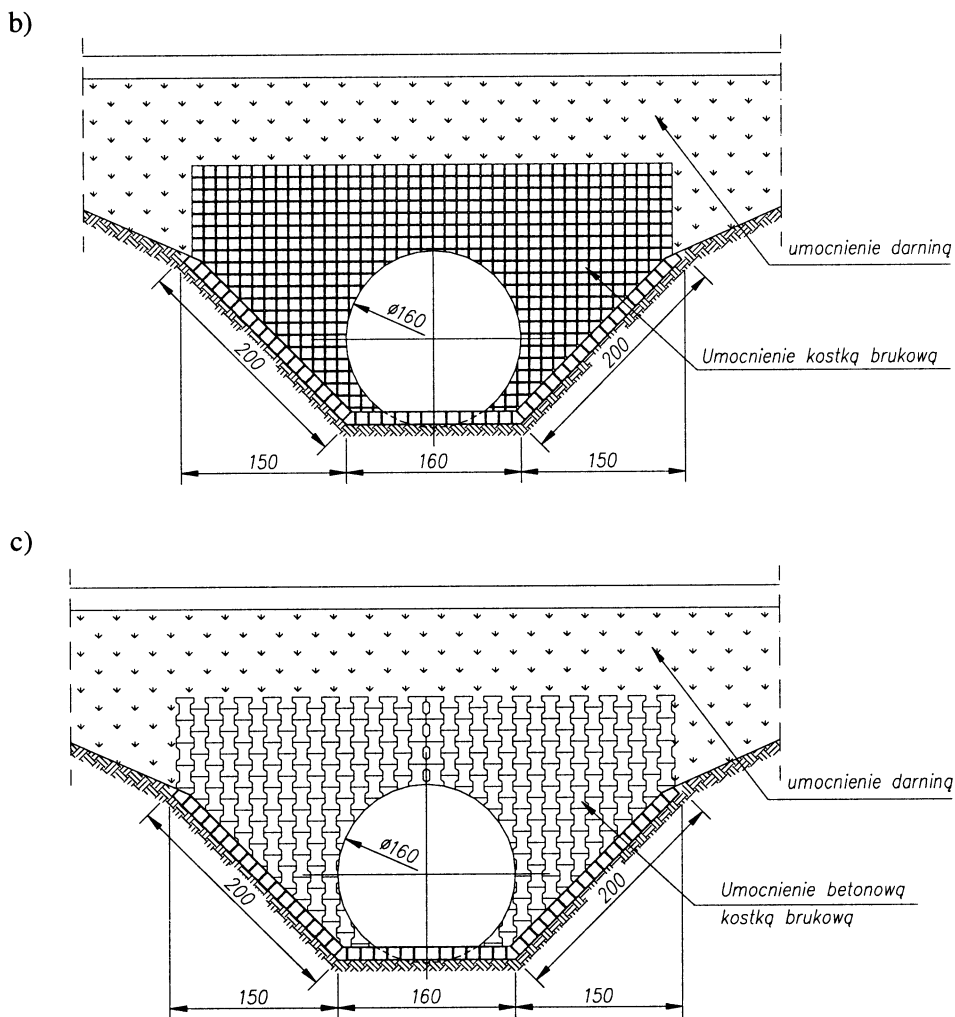 b)
umocnienie darniną
ø160
Umocnienie kostką brukową
200
200
150
160
150
c)
umocnienie darniną
ø160
Umocnienie betonową
kostką brukową
200
200
150
160
150